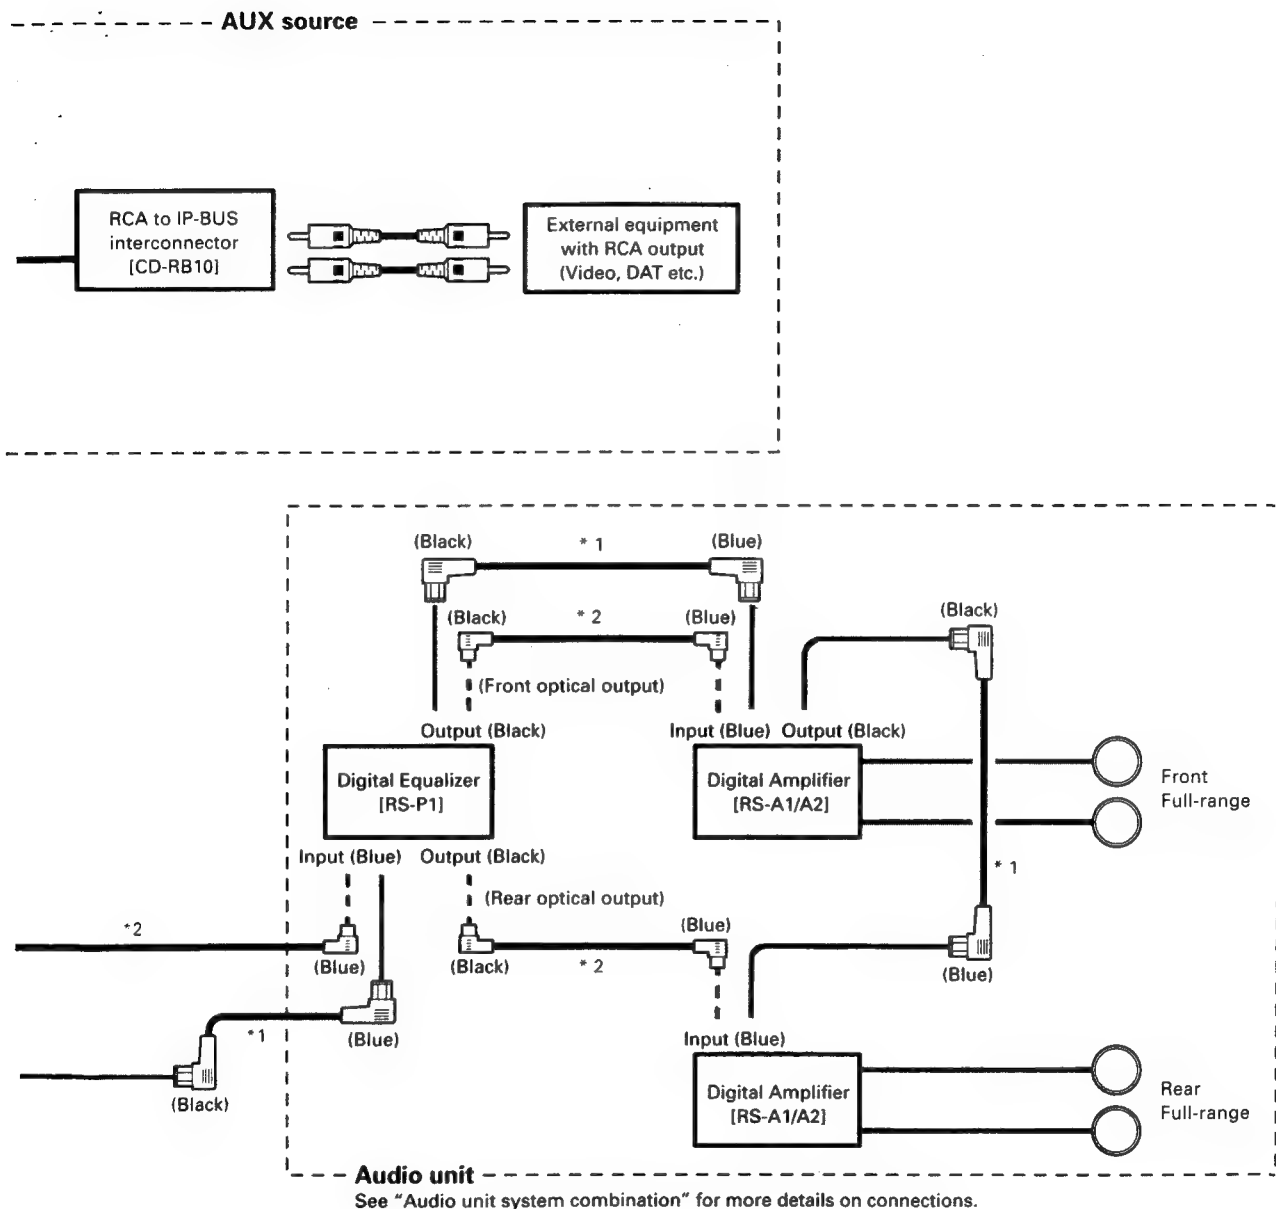 AUX source
RCA to IP-BUS
interconnector
[CD-RB10]
External equipment
with RCA output
(Video, DAT etc.)
(Black)
* 1
(Blue)
(Black)
* 2
(Blue)
(Black)
(Front optical output)
Output (Black)
Input (Blue) Output (Black)
Digital Equalizer
[RS-P1]
Digital Amplifier
[RS-A1/A2]
Front
Full-range
Input (Blue) Output (Black)
* 1
(Rear optical output)
*2
(Blue)
(Blue)
(Black)
* 2
(Blue)
*1
(Blue)
Input (Blue)
(Black)
Digital Amplifier
[RS-A1/A2]
Rear
Full-range
Audio unit
See "Audio unit system combination" for more details on connections.